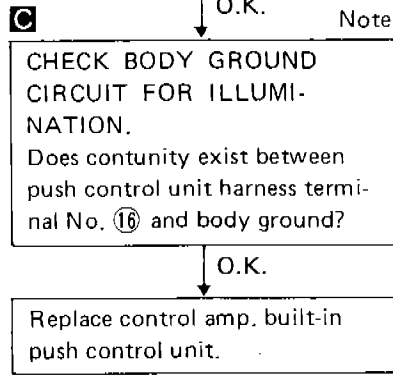 O.K.
C
Note
CHECK BODY GROUND
CIRCUIT FOR ILLUMI-
NATION.
Does contunity exist between
push control unit harness termi-
nal No. ⑯ and body ground?
O.K.
Replace control amp. built-in
push control unit.